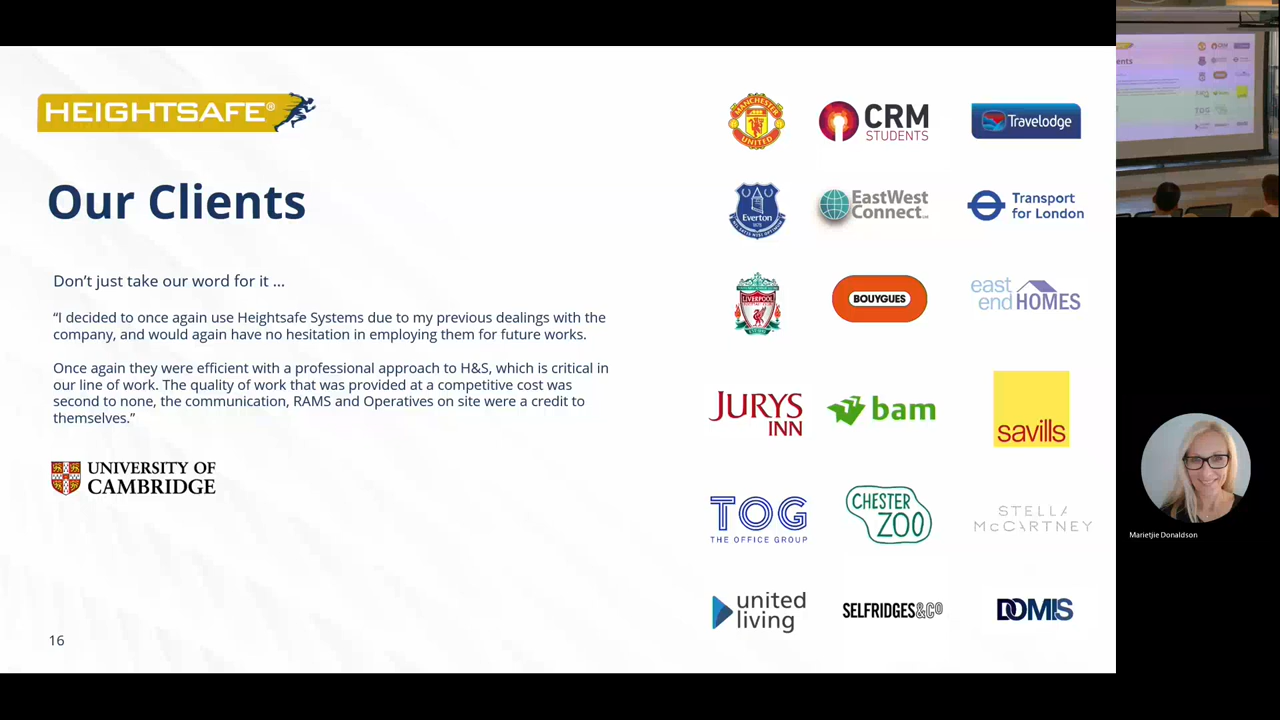 HEIGHTSAFE®
Our Clients
Don’t just take our word for it ...
“I decided to once again use Heightsafe Systems due to my previous dealings with the
company, and would again have no hesitation in employing them for future works.
Once again they were efficient with a professional approach to H&S, which is critical in
our line of work. The quality of work that was provided at a competitive cost was
second to none, the communication, RAMS and Operatives on site were a credit to
themselves.”
UNIVERSITY OF
CAMBRIDGE
16
MANCHESTER
UNITED
CRM
STUDENTS
Travelodge
Everton
1878
EastWest
Connect
Transport
for London
LIVERPOOL
BOUYGUES
east
end HOMES
JURYS
INN
bam
savills
TOG
THE OFFICE GROUP
CHESTER
ZOO
STELLA
McCARTNEY
united
living
SELFRIDGES&CO
DOMIS
Marietjie Donaldson